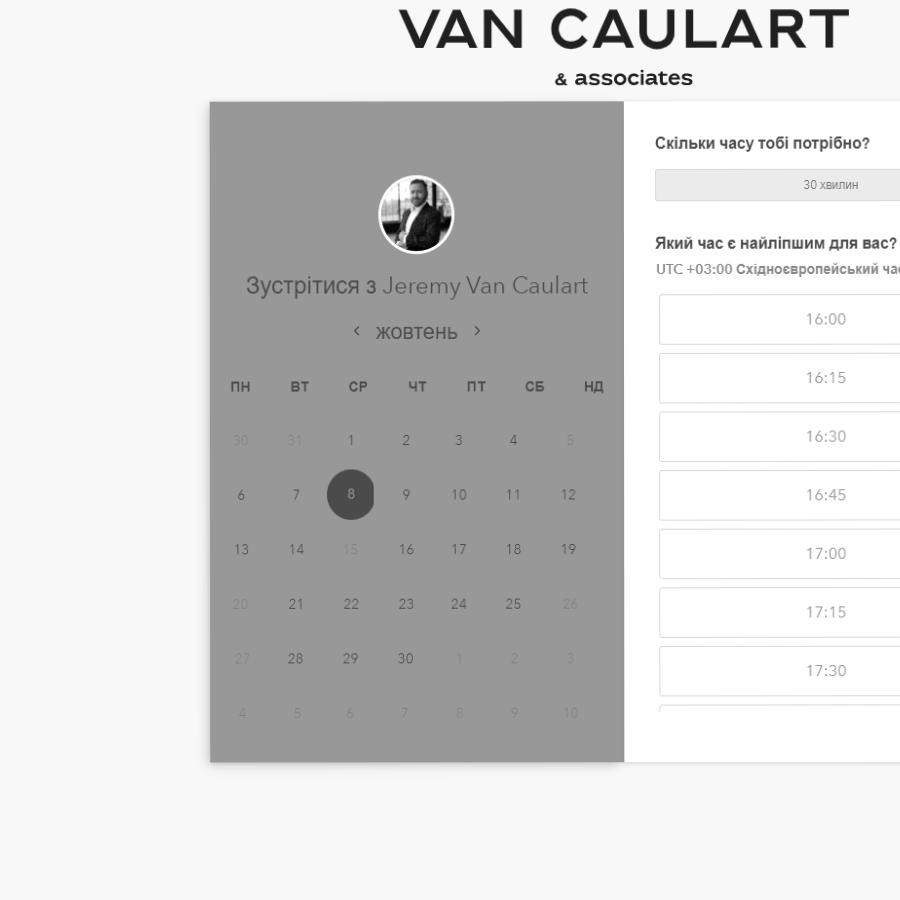 VAN CAULART
& associates
Зустрітися з Jeremy Van Caulart
жовтень
ПН ВТ СР ЧТ ПТ СБ НД
30 31 1 2 3 4 5
6 7 8 9 10 11 12
13 14 15 16 17 18 19
20 21 22 23 24 25 26
27 28 29 30 1 2 3
4 5 6 7 8 9 10
Скільки часу тобі потрібно?
30 хвилин
Який час є найліпшим для вас?
UTC +03:00 Східноєвропейський
16:00
16:15
16:30
16:45
17:00
17:15
17:30